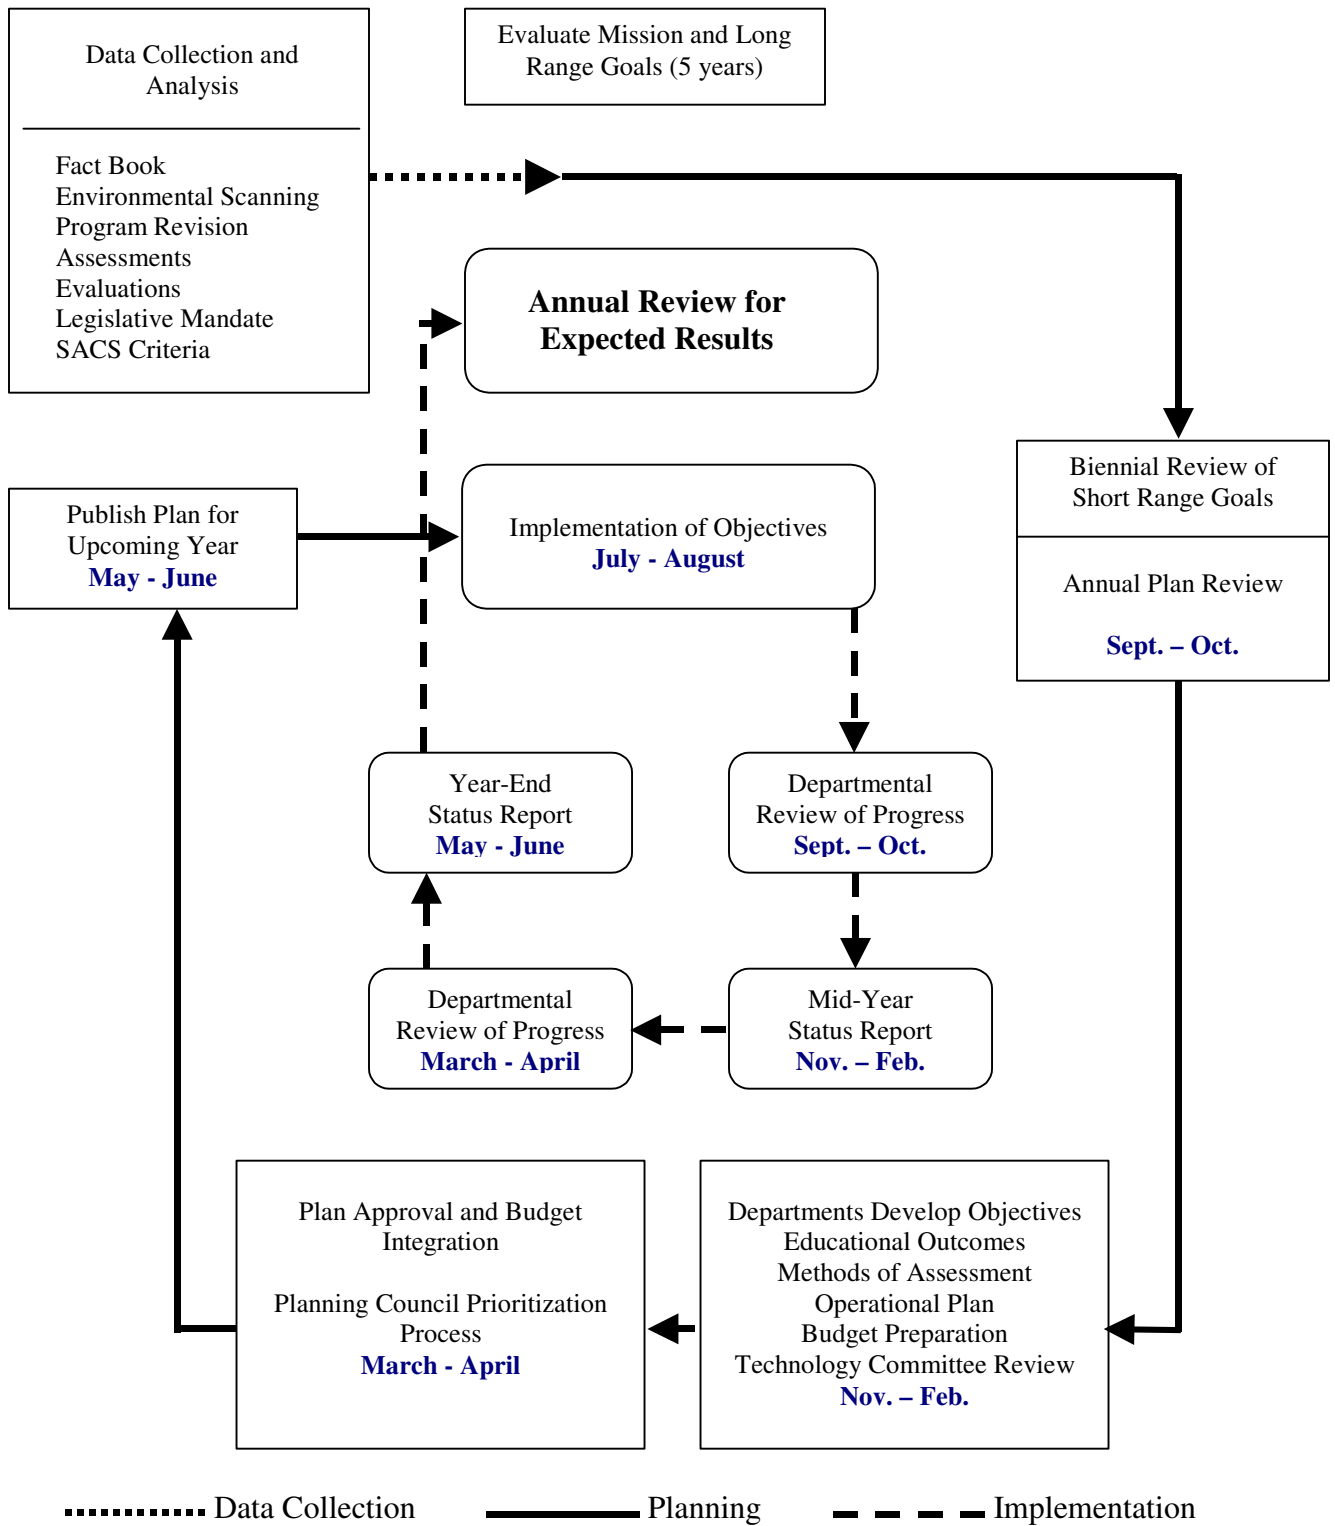 Data Collection and
Analysis
Fact Book
Environmental Scanning
Program Revision
Assessments
Evaluations
Legislative Mandate
SACS Criteria
Evaluate Mission and Long
Range Goals (5 years)
Annual Review for
Expected Results
Biennial Review of
Short Range Goals
Annual Plan Review
Sept. – Oct.
Publish Plan for
Upcoming Year
May - June
Implementation of Objectives
July - August
Year-End
Status Report
May - June
Departmental
Review of Progress
Sept. – Oct.
Departmental
Review of Progress
March - April
Mid-Year
Status Report
Nov. – Feb.
Plan Approval and Budget
Integration
Planning Council Prioritization
Process
March - April
Departments Develop Objectives
Educational Outcomes
Methods of Assessment
Operational Plan
Budget Preparation
Technology Committee Review
Nov. – Feb.
Data Collection
Planning
Implementation